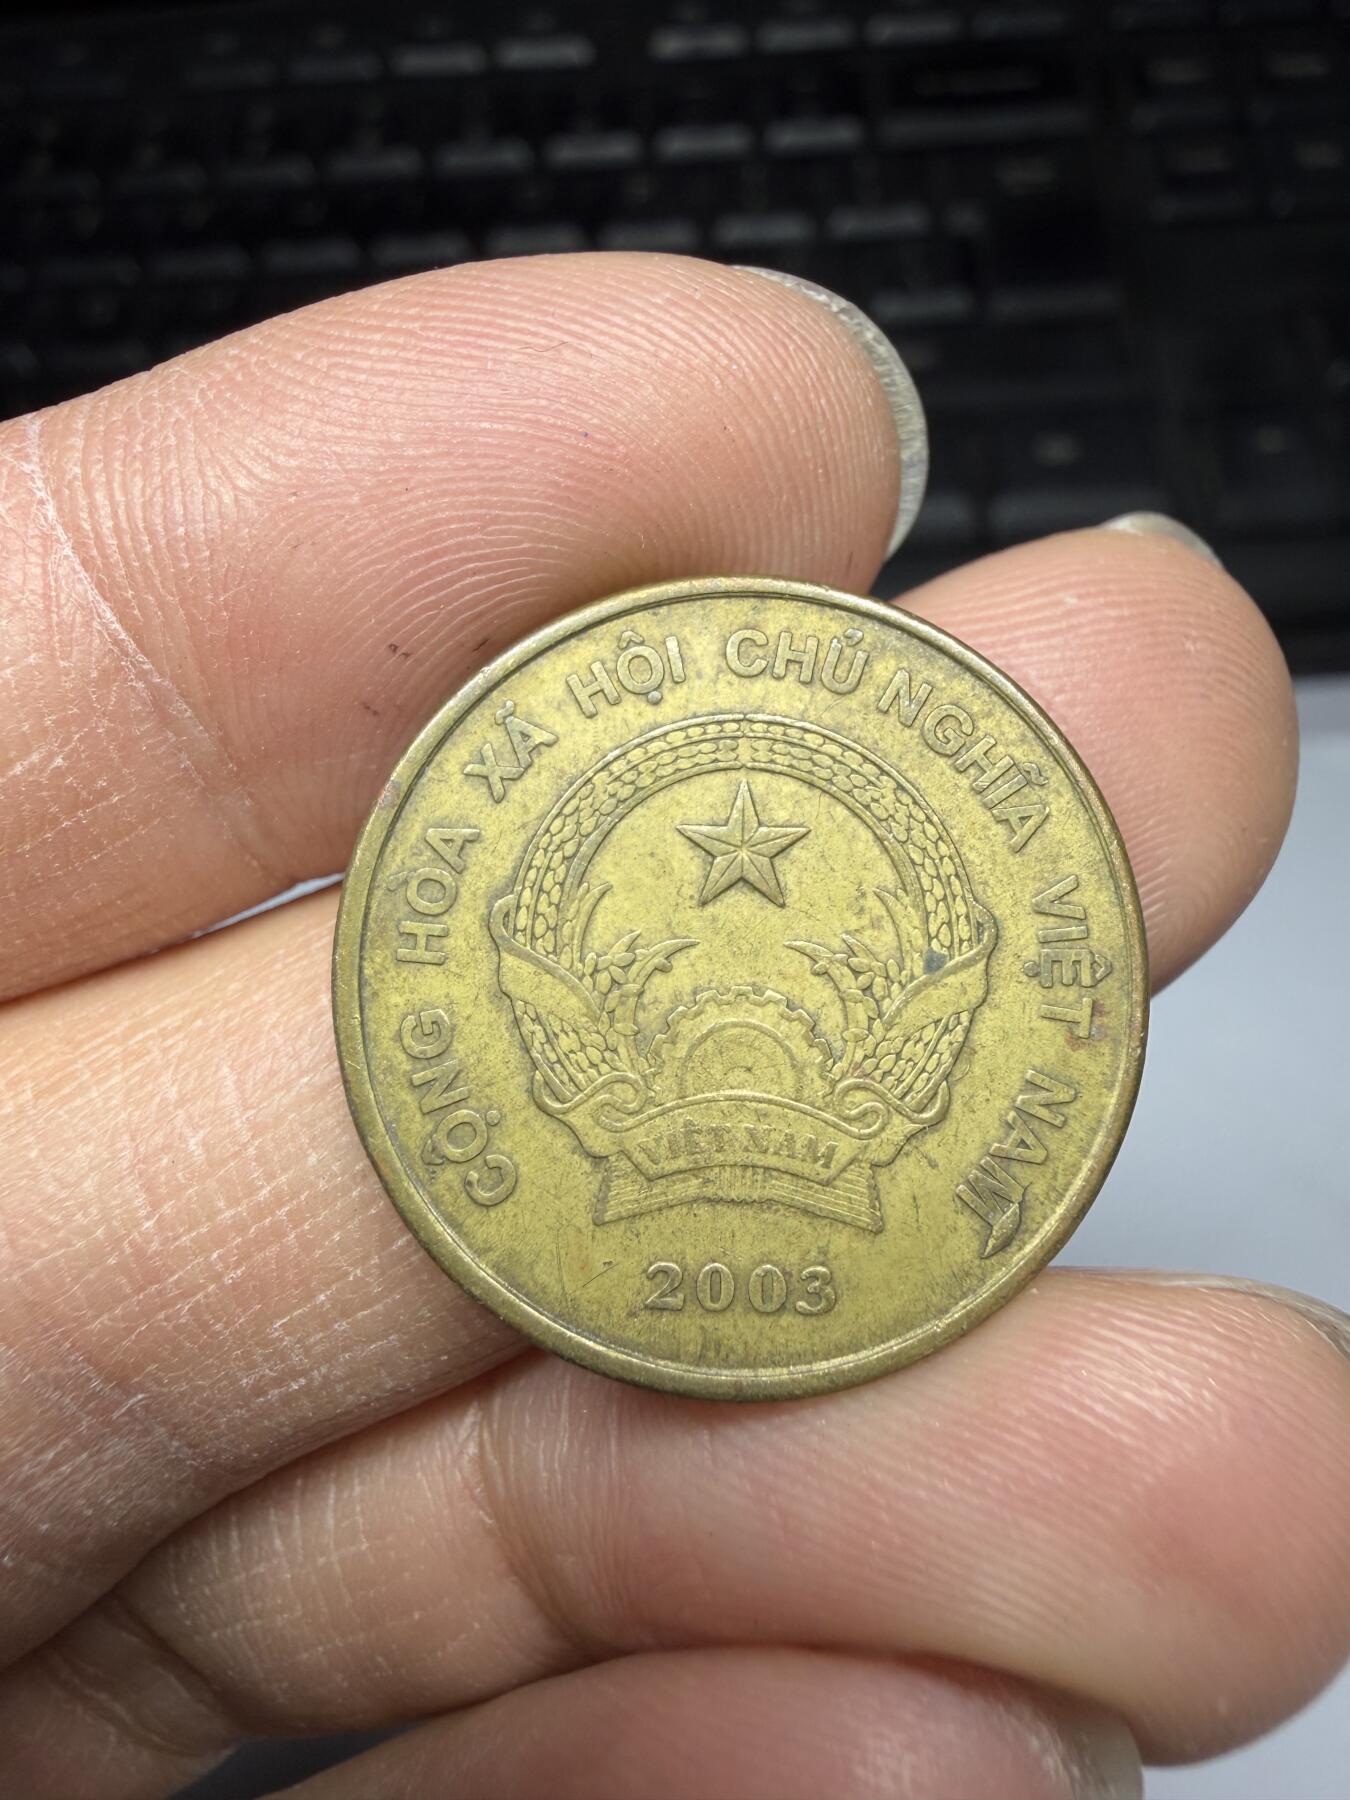 CỘNG HÒA XÃ HỘI CHỦ NGHĨA VIỆT NAM
VIỆT NAM
2003